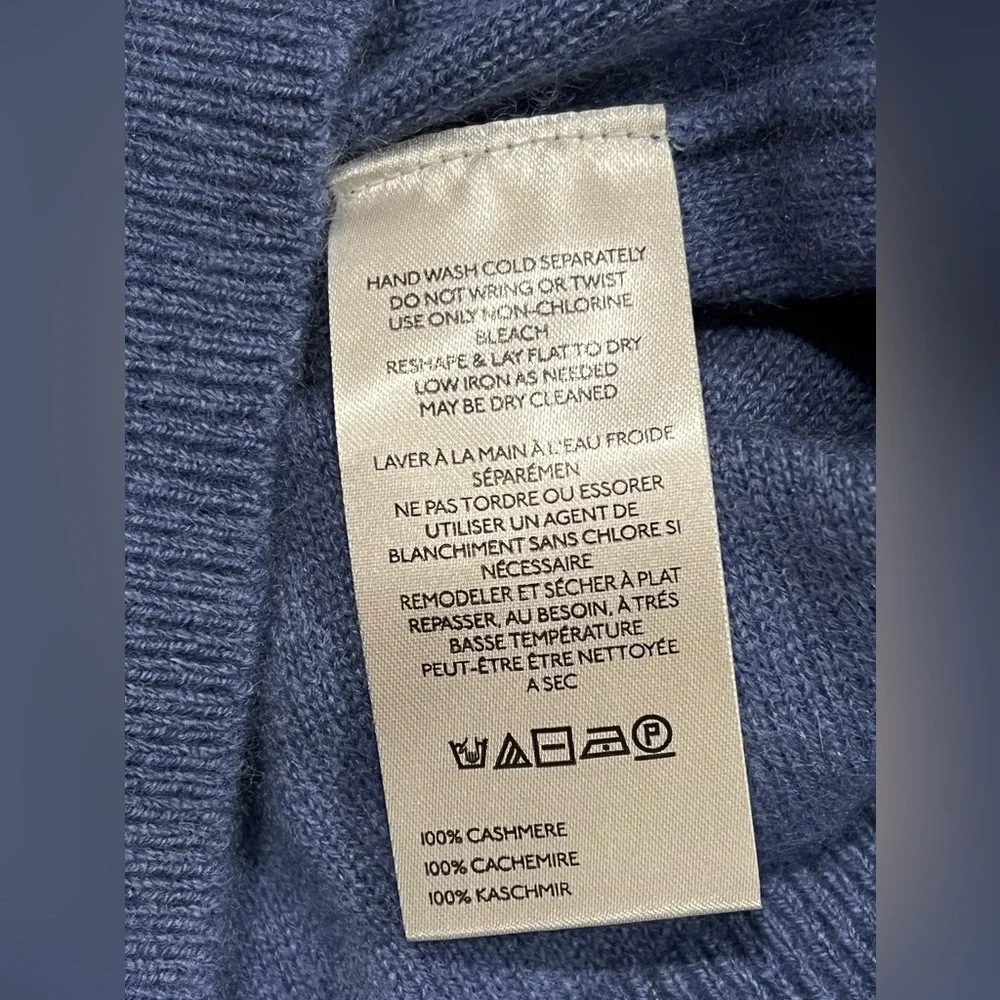 HAND WASH COLD SEPARATELY
DO NOT WRING OR TWIST
USE ONLY NON-CHLORINE
BLEACH
RESHAPE & LAY FLAT TO DRY
LOW IRON AS NEEDED
MAY BE DRY CLEANED
LAVER À LA MAIN À L'EAU FROIDE
SÉPARÉMEN
NE PAS TORDRE OU ESSORER
UTILISER UN AGENT DE
BLANCHIMENT SANS CHLORE SI
NÉCESSAIRE
REMODELER ET SÉCHER À PLAT
REPASSER, AU BESOIN, À TRÉS
BASSE TEMPÉRATURE
PEUT-ÊTRE ÊTRE NETTOYÉE
A SEC
P
100% CASHMERE
100% CACHEMIRE
100% KASCHMIR